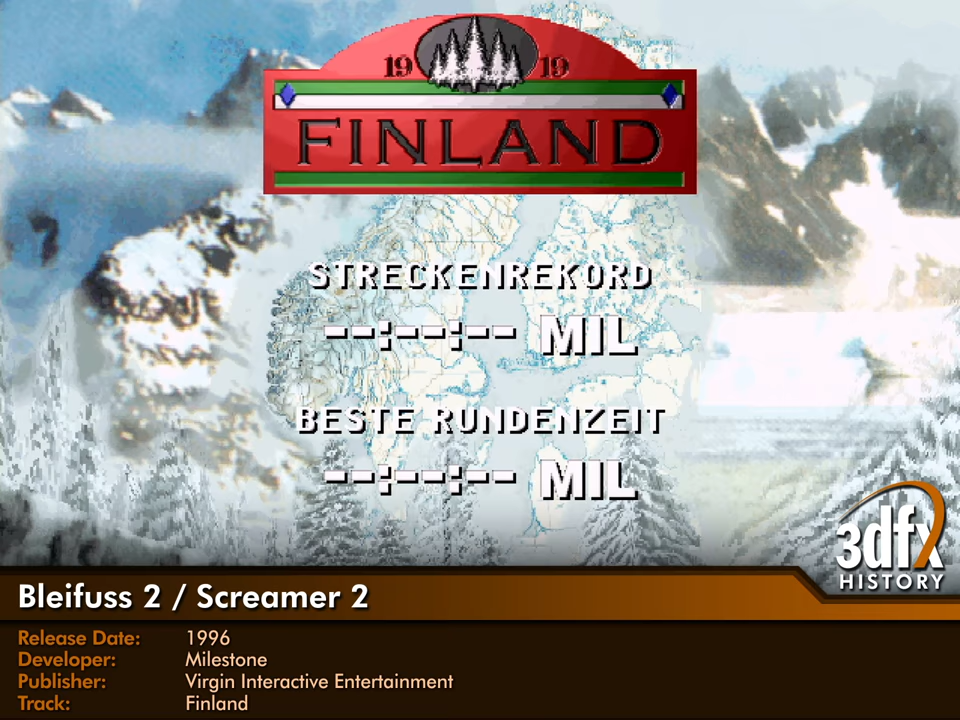 19 19
FINLAND
STRECKENREKORD
--:--:-- MIL
BESTE RUNDENZEIT
--:--:-- MIL
3dfx
HISTORY
Bleifuss 2 / Screamer 2
Release Date: 1996
Developer: Milestone
Publisher: Virgin Interactive Entertainment
Track: Finland